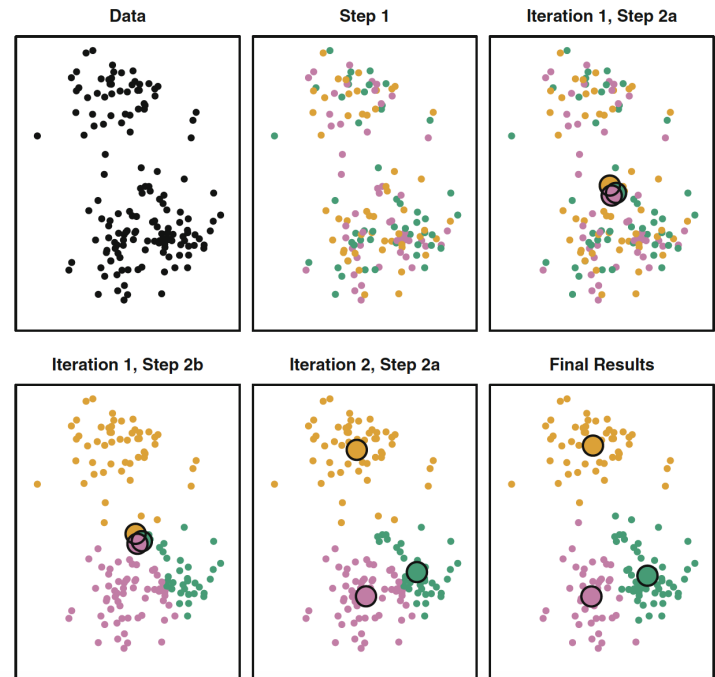 Data
Step 1
Iteration 1, Step 2a
Iteration 1, Step 2b
Iteration 2, Step 2a
Final Results